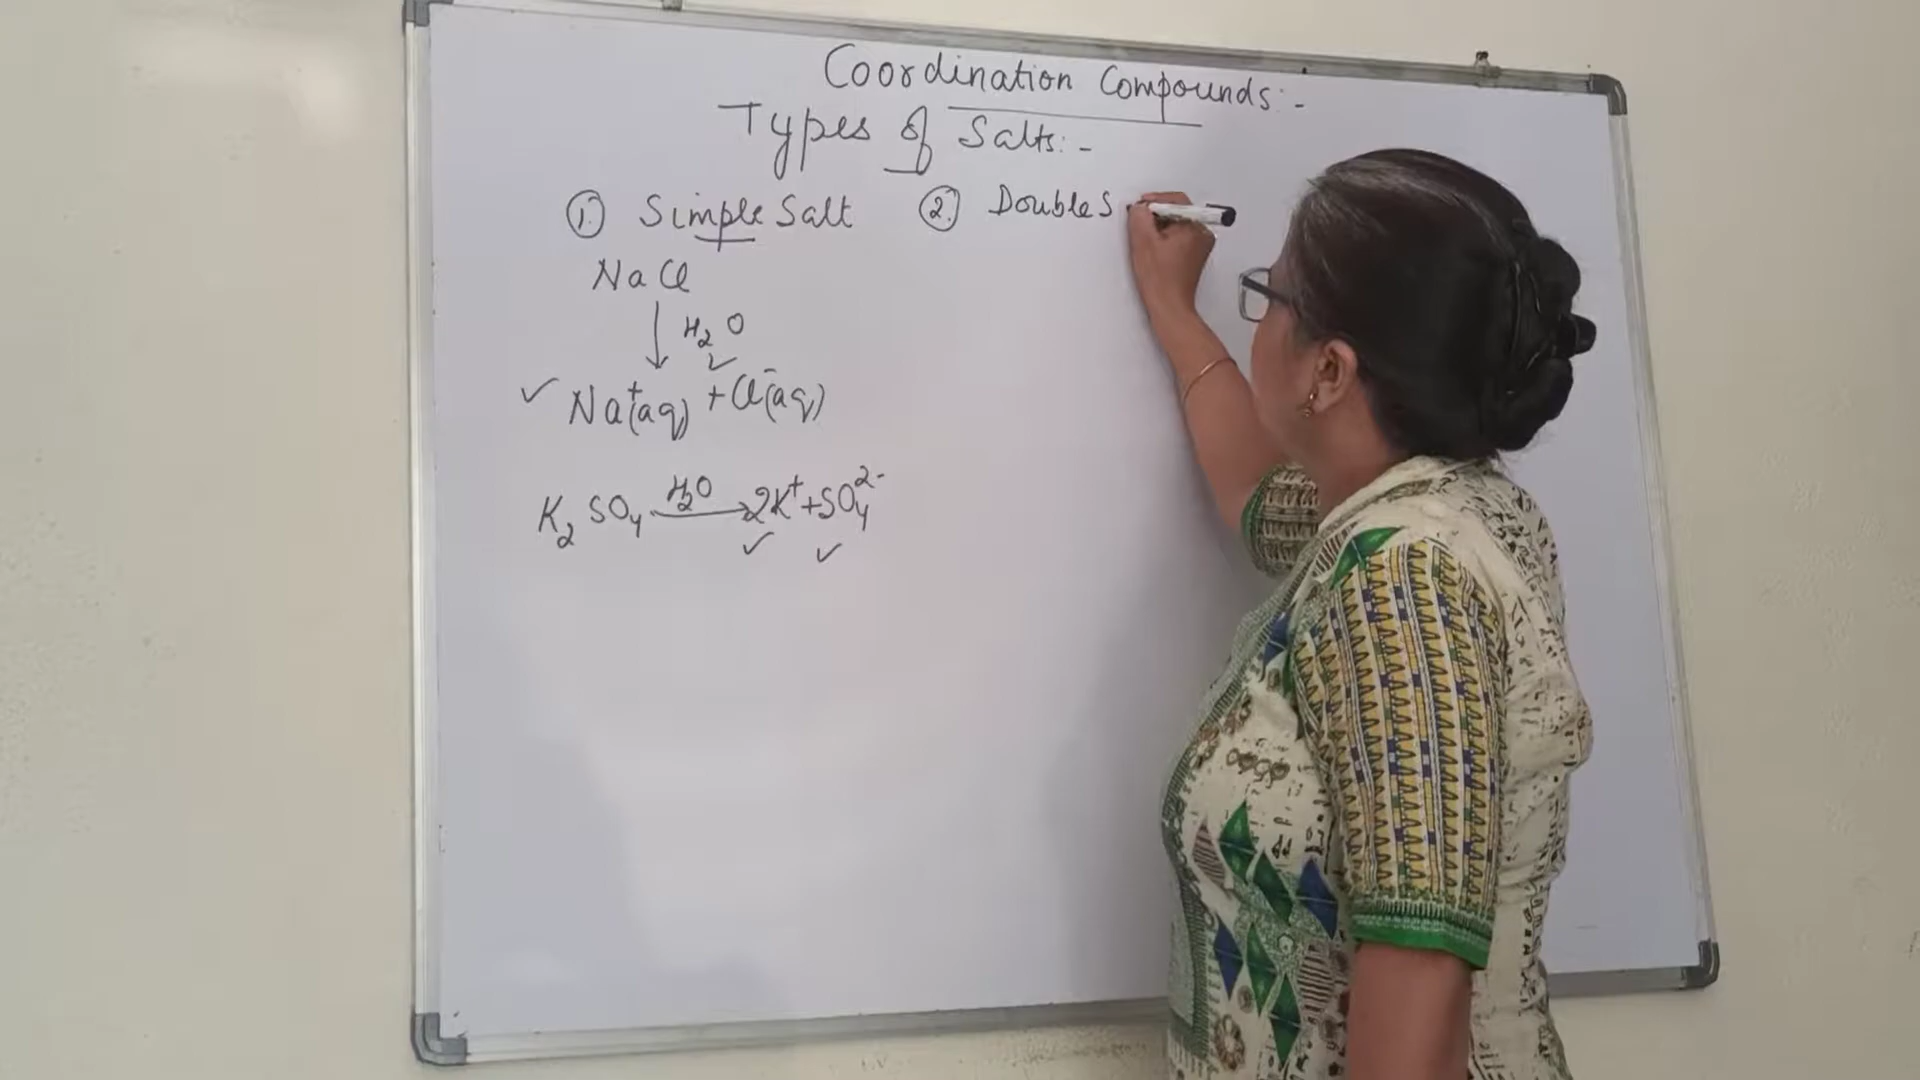 Coordination Compounds:-
Types of Salts:-
① Simple Salt ② Double S
NaCl
↓ H₂O
✓ Na⁺(aq) + Cl⁻(aq)
K₂SO₄ H₂O→ 2K⁺ + SO₄²⁻